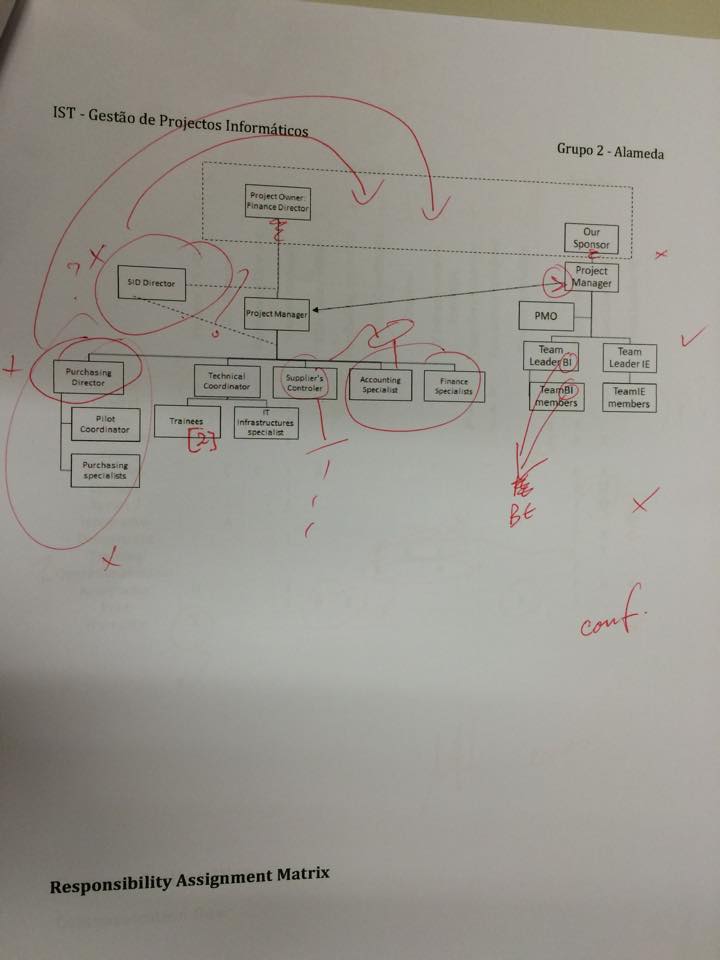 IST - Gestão de Projectos Informáticos
Grupo 2 - Alameda
Project Owner:
Finance Director
Our
Sponsor
SID Director
Project
Manager
Project Manager
PMO
Team
Leader BI
Team
Leader IE
Purchasing
Director
Technical
Coordinator
Supplier's
Controler
Accounting
Specialist
Finance
Specialists
TeamBI
members
TeamIE
members
Pilot
Coordinator
Trainees
[2]
IT
Infrastructures
specialist
Purchasing
specialists
BE
conf.
Responsibility Assignment Matrix